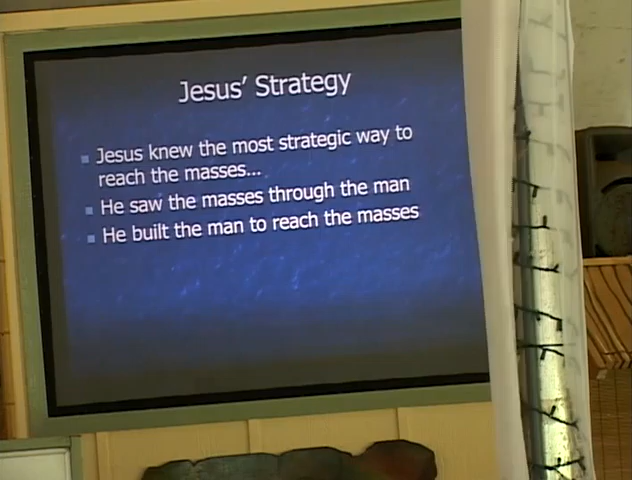 Jesus' Strategy
Jesus knew the most strategic way to
reach the masses...
He saw the masses through the man
He built the man to reach the masses